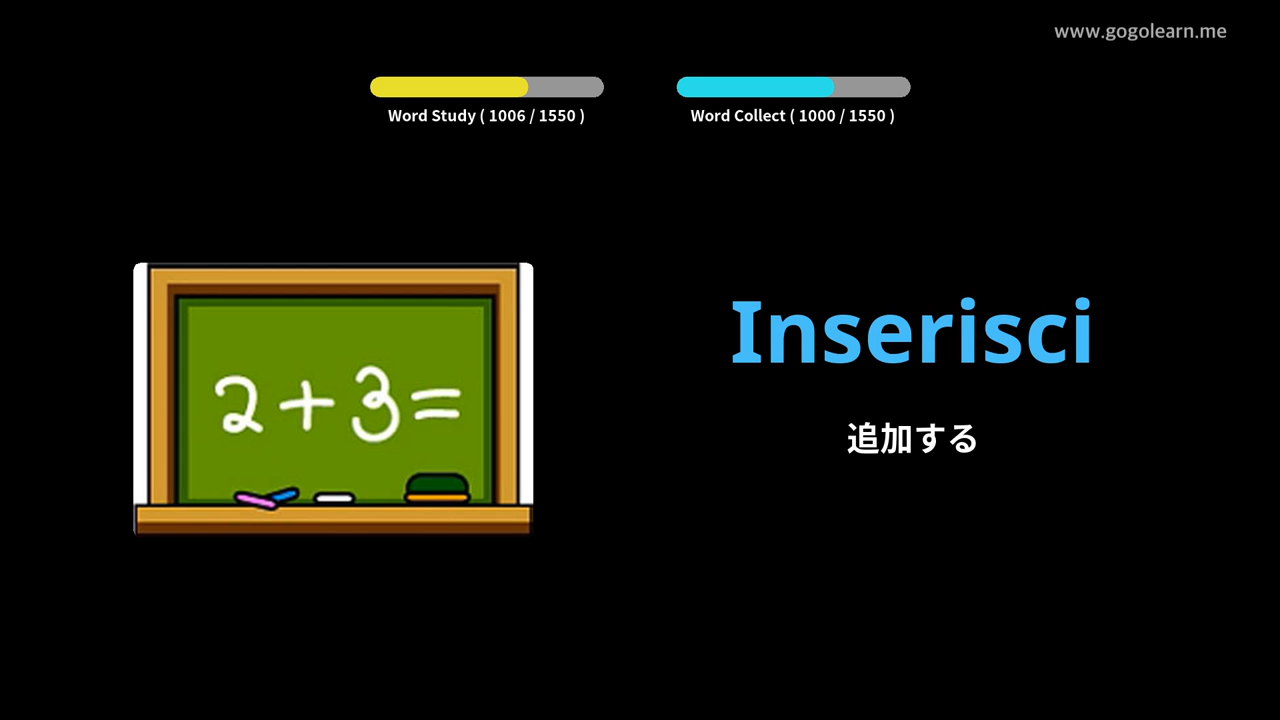 www.gogolearn.me
Word Study ( 1006 / 1550 )
Word Collect ( 1000 / 1550 )
2+3=
Inserisci
追加する